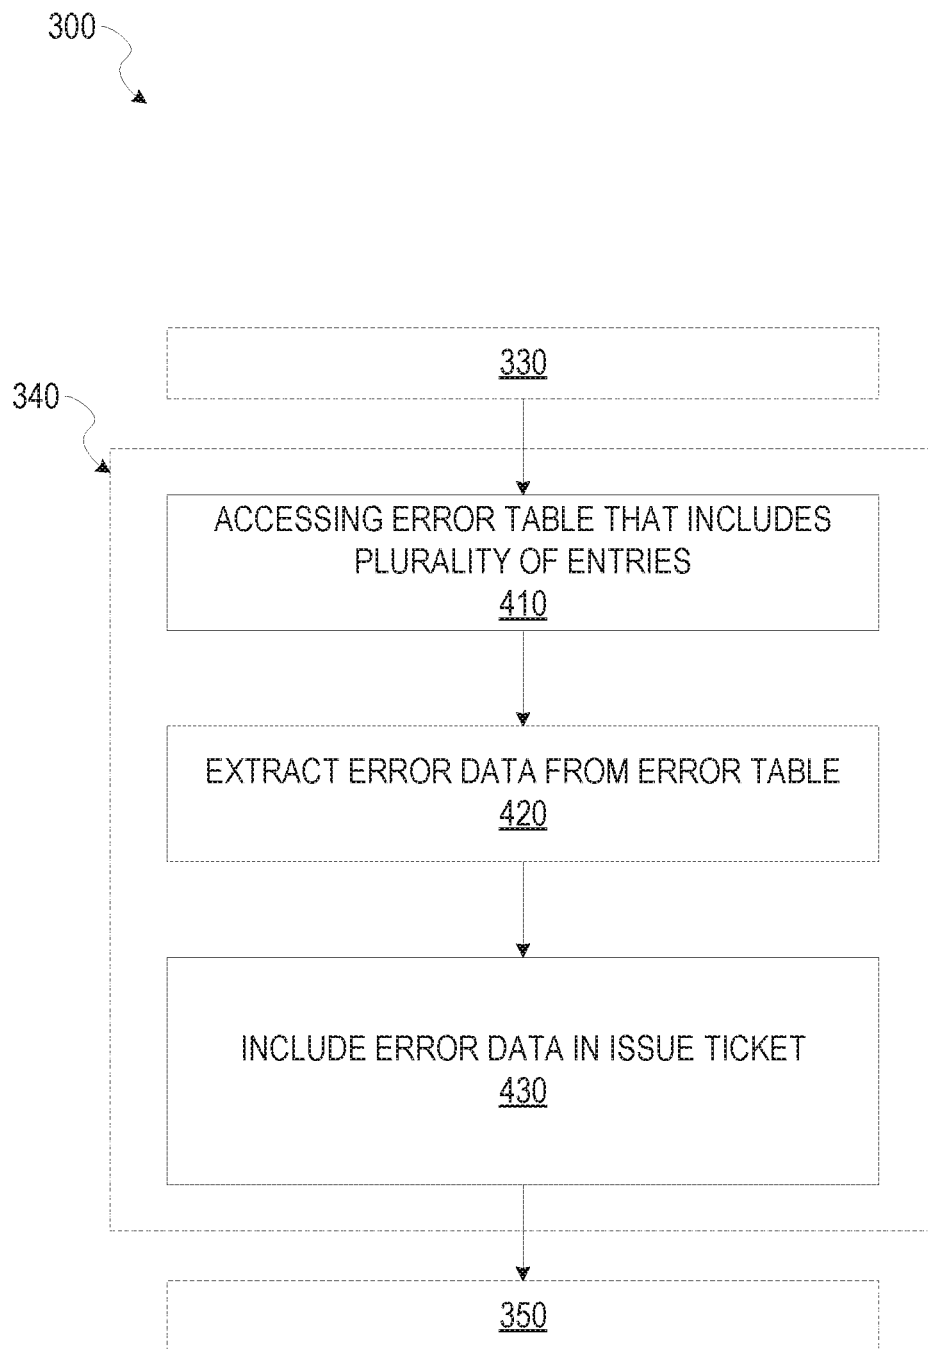 300
330
340
ACCESSING ERROR TABLE THAT INCLUDES
PLURALITY OF ENTRIES
410
EXTRACT ERROR DATA FROM ERROR TABLE
420
INCLUDE ERROR DATA IN ISSUE TICKET
430
350